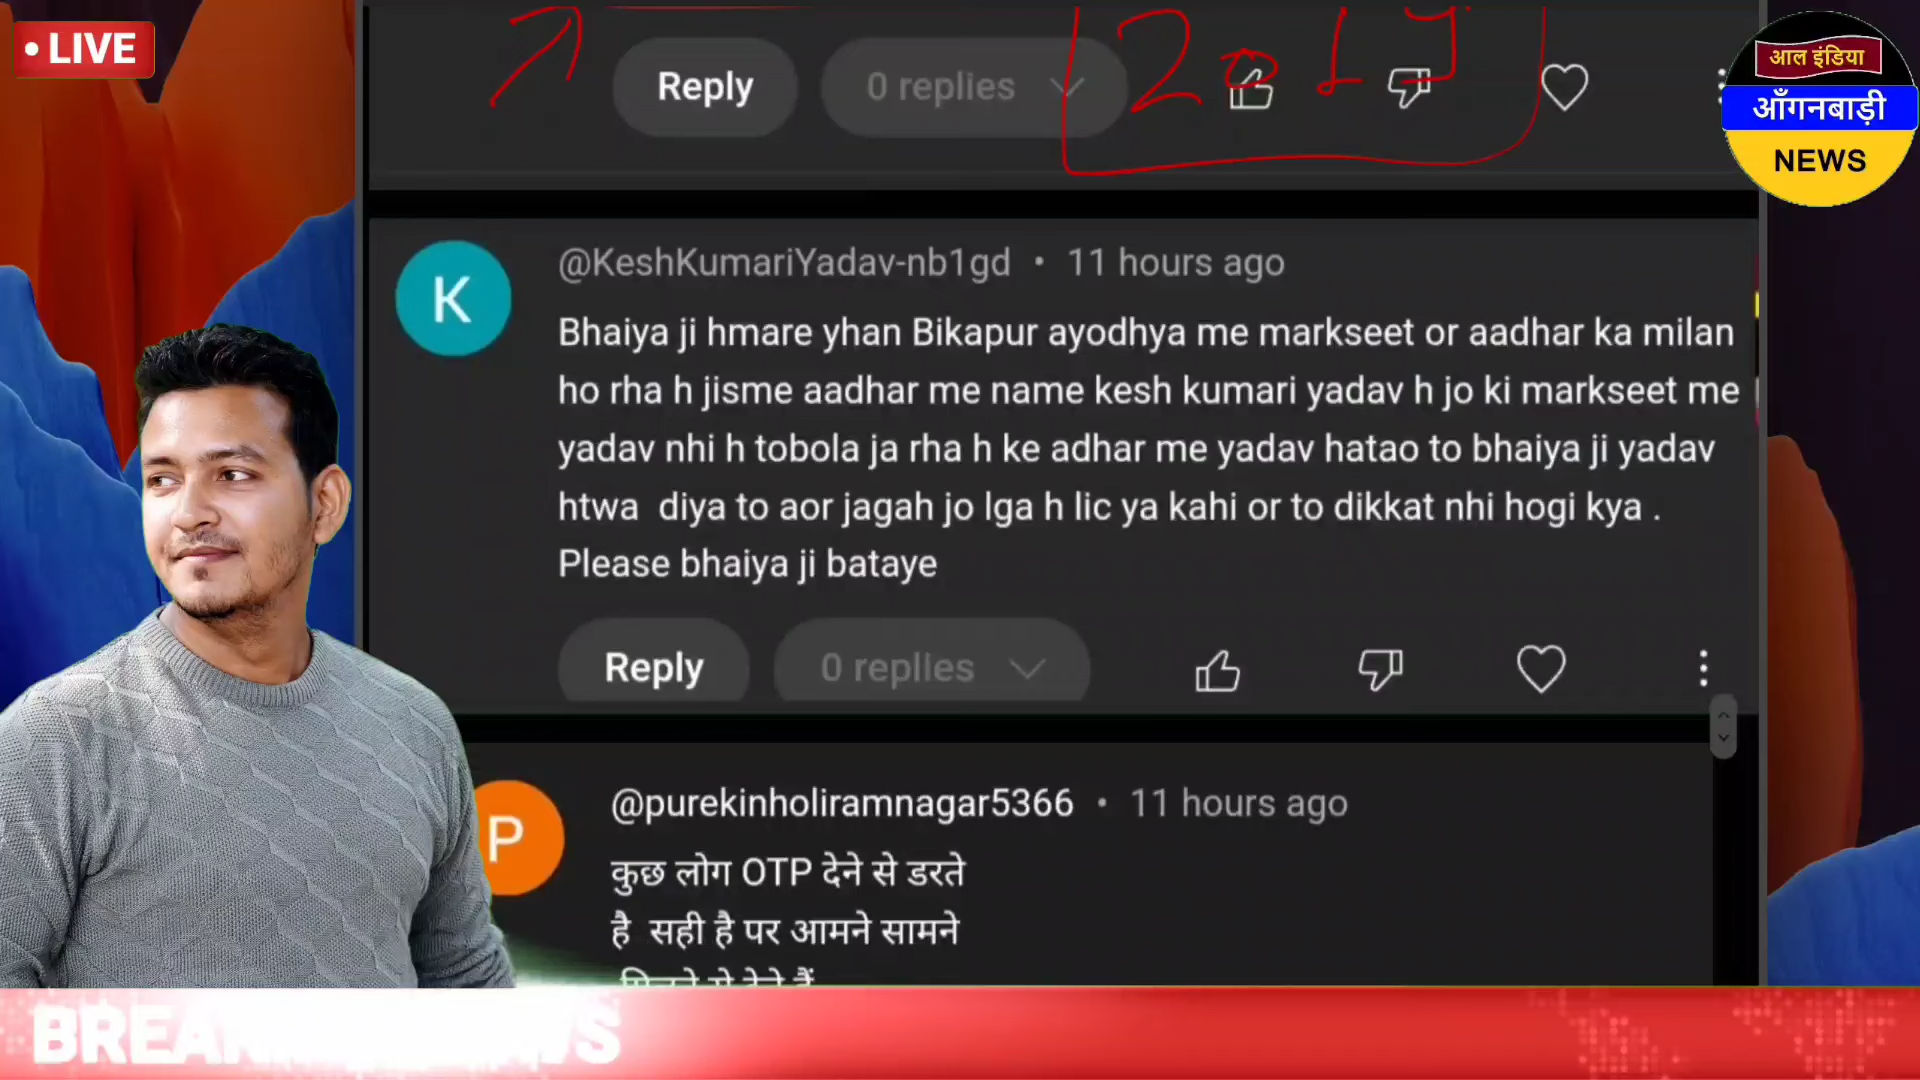 • LIVE
Reply
0 replies
2019
आल इंडिया
आँगनबाड़ी
NEWS
K
@KeshKumariYadav-nb1gd • 11 hours ago
Bhaiya ji hmare yhan Bikapur ayodhya me markseet or aadhar ka milan
ho rha h jisme aadhar me name kesh kumari yadav h jo ki markseet me
yadav nhi h tobola ja rha h ke adhar me yadav hatao to bhaiya ji yadav
htwa diya to aor jagah jo lga h lic ya kahi or to dikkat nhi hogi kya .
Please bhaiya ji bataye
Reply
0 replies
P
@purekinholiramnagar5366 • 11 hours ago
कुछ लोग OTP देने से डरते
है सही है पर आमने सामने